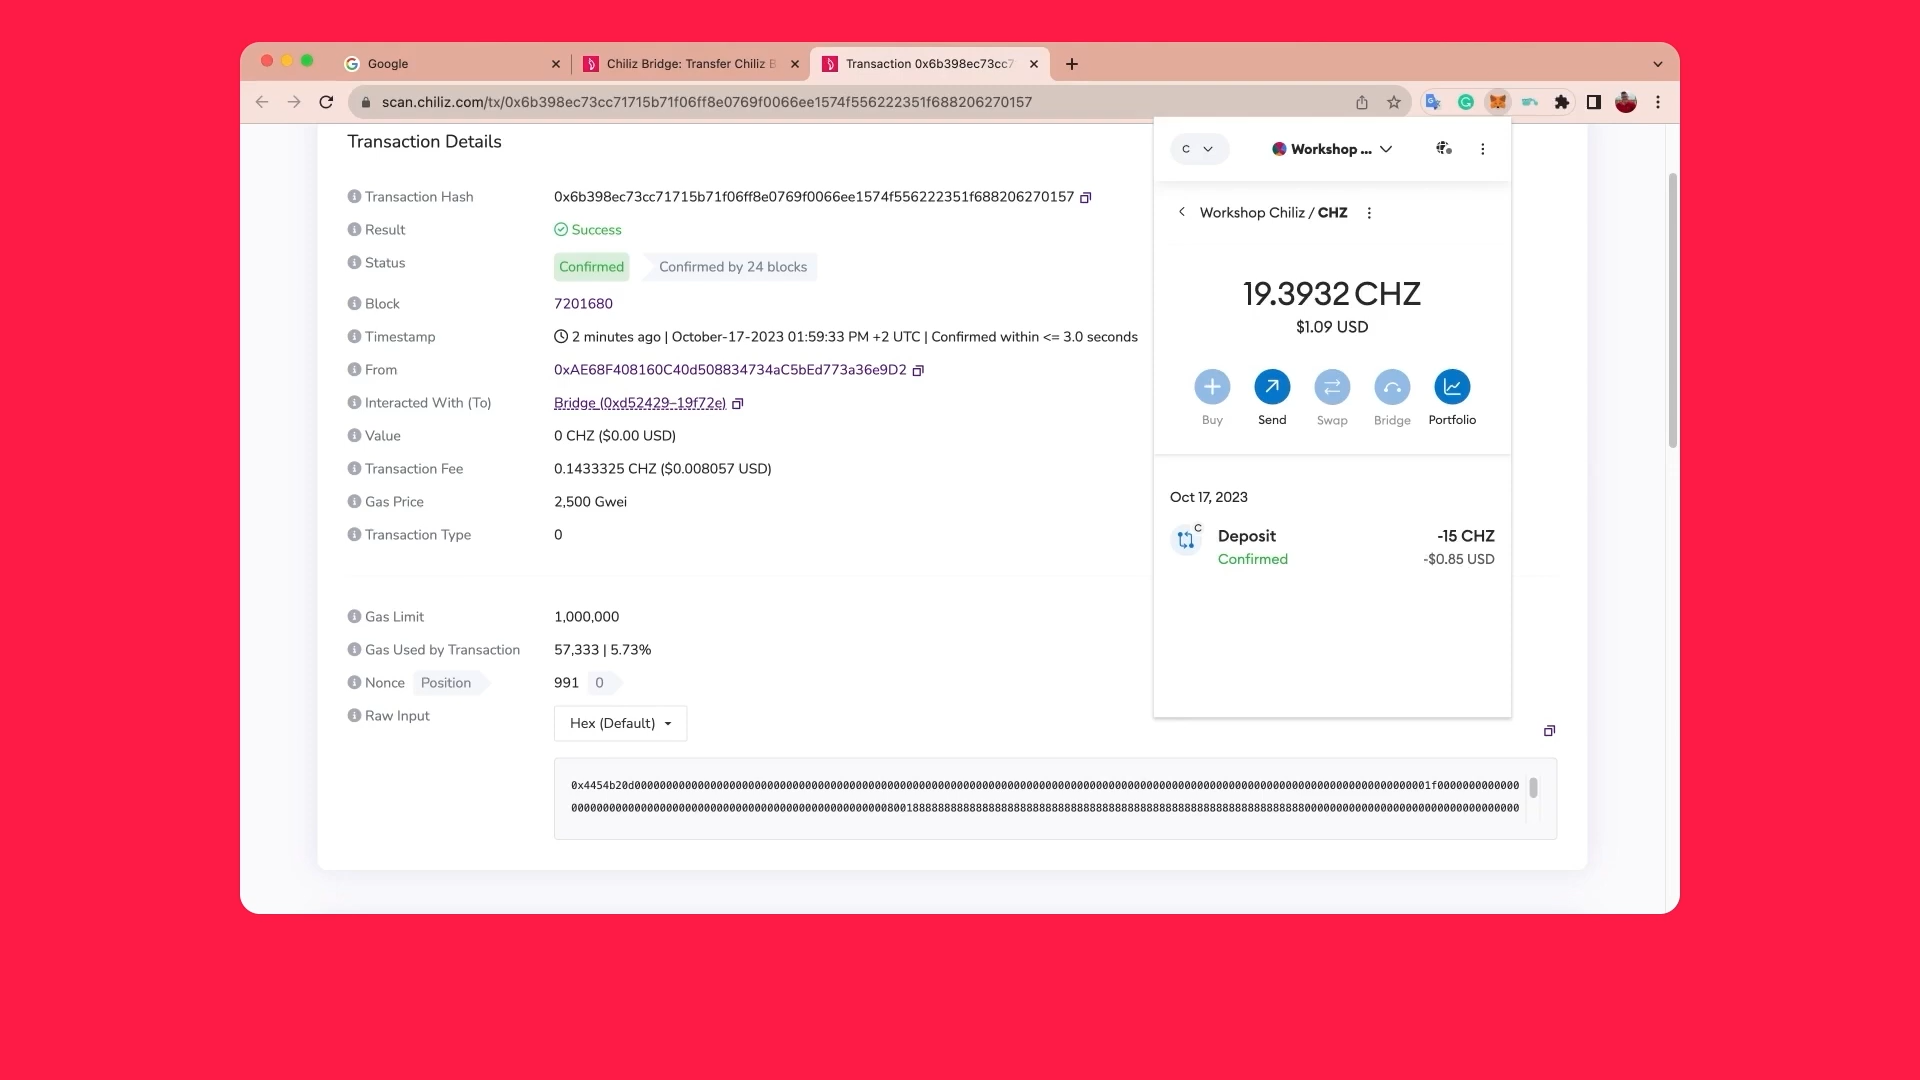 Google
Chiliz Bridge: Transfer Chiliz B
Transaction 0x6b398ec73cc7
scan.chiliz.com/tx/0x6b398ec73cc71715b71f06ff8e0769f0066ee1574f556222351f688206270157
Transaction Details
Transaction Hash
0x6b398ec73cc71715b71f06ff8e0769f0066ee1574f556222351f688206270157
Result
Success
Status
Confirmed
Confirmed by 24 blocks
Block
7201680
Timestamp
2 minutes ago | October-17-2023 01:59:33 PM +2 UTC | Confirmed within <= 3.0 seconds
From
0xAE68F408160C40d508834734aC5bEd773a36e9D2
Interacted With (To)
Bridge (0xd52429–19f72e)
Value
0 CHZ ($0.00 USD)
Transaction Fee
0.1433325 CHZ ($0.008057 USD)
Gas Price
2,500 Gwei
Transaction Type
0
Gas Limit
1,000,000
Gas Used by Transaction
57,333 | 5.73%
Nonce Position
991 0
Raw Input
Hex (Default)
C
Workshop ...
Workshop Chiliz / CHZ
19.3932 CHZ
$1.09 USD
Buy
Send
Swap
Bridge
Portfolio
Oct 17, 2023
C
Deposit
-15 CHZ
Confirmed
-$0.85 USD